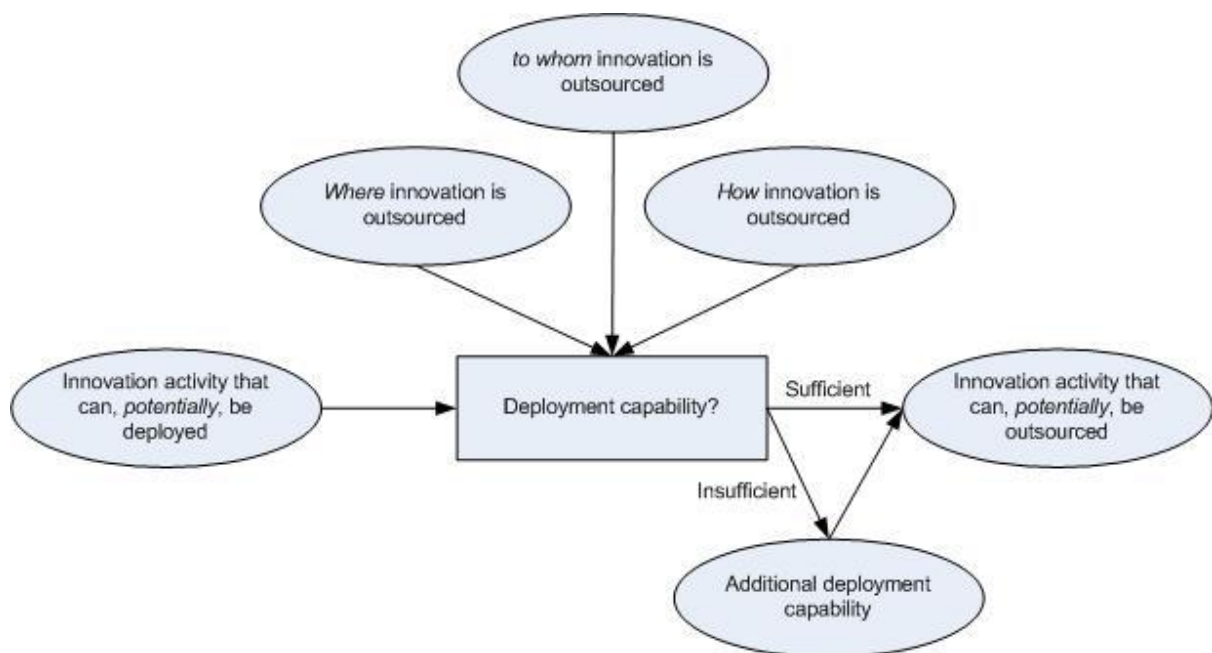 to whom innovation is
outsourced
Where innovation is
outsourced
How innovation is
outsourced
Innovation activity that
can, potentially, be
deployed
Deployment capability?
Sufficient
Innovation activity that
can, potentially, be
outsourced
Insufficient
Additional deployment
capability